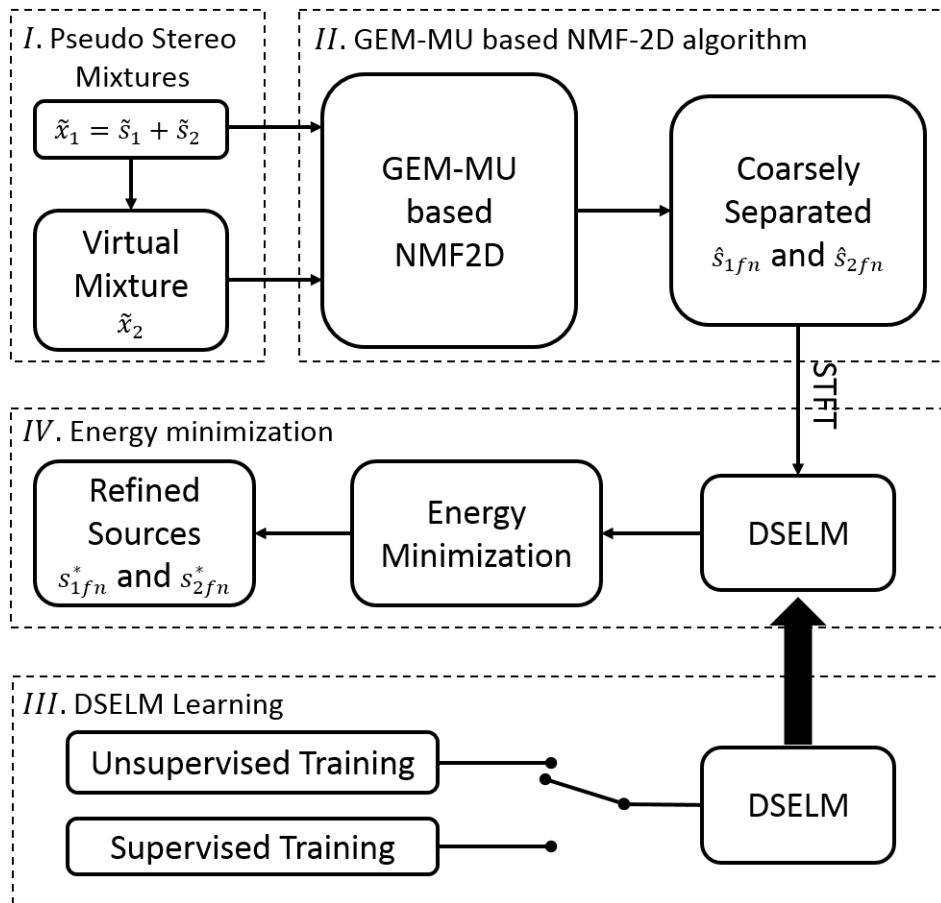 I. Pseudo Stereo
Mixtures
x̃₁ = s̃₁ + s̃₂
Virtual
Mixture
x̃₂
II. GEM-MU based NMF-2D algorithm
GEM-MU
based
NMF2D
Coarsely
Separated
ŝ₁fn and ŝ₂fn
STFT
IV. Energy minimization
Refined
Sources
s*₁fn and s*₂fn
Energy
Minimization
DSELM
III. DSELM Learning
Unsupervised Training
Supervised Training
DSELM